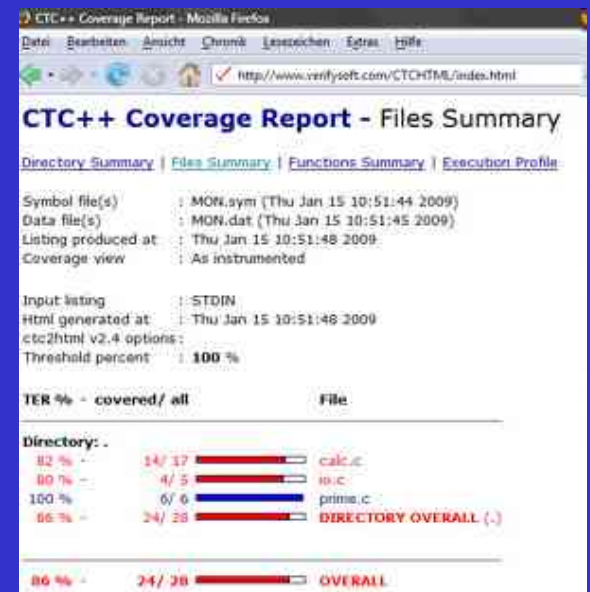 CTC++ Coverage Report - Mozilla Firefox
Datei Bearbeiten Ansicht Chronik Lesezeichen Extras Hilfe
http://www.verifysoft.com/CTCHTML/index.html
CTC++ Coverage Report - Files Summary
Directory Summary | Files Summary | Functions Summary | Execution Profile
Symbol file(s) : MON.sym (Thu Jan 15 10:51:44 2009)
Data file(s) : MON.dat (Thu Jan 15 10:51:45 2009)
Listing produced at : Thu Jan 15 10:51:48 2009
Coverage view : As instrumented
Input listing : STDIN
Html generated at : Thu Jan 15 10:51:48 2009
ctc2html v2.4 options :
Threshold percent : 100 %
TER % - covered/ all File
Directory: .
82 % - 14/ 17 calc.c
80 % - 4/ 5 io.c
100 % 6/ 6 prime.c
86 % - 24/ 28 DIRECTORY OVERALL (.)
86 % - 24/ 28 OVERALL